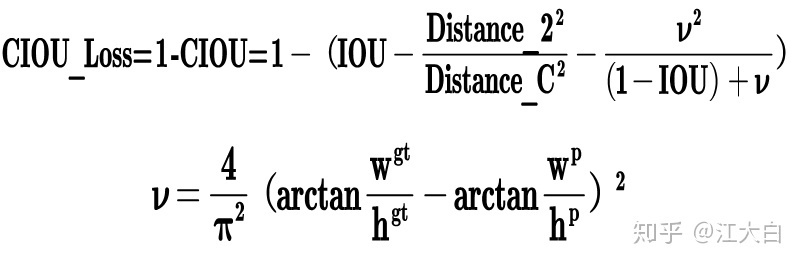 CIOU_Loss=1-CIOU=1－（IOU－Distance_2²/Distance_C²－ν²/(1－IOU)＋ν）
ν＝4/π²（arctan w^gt/h^gt－arctan w^p/h^p）²
知乎 @江大白